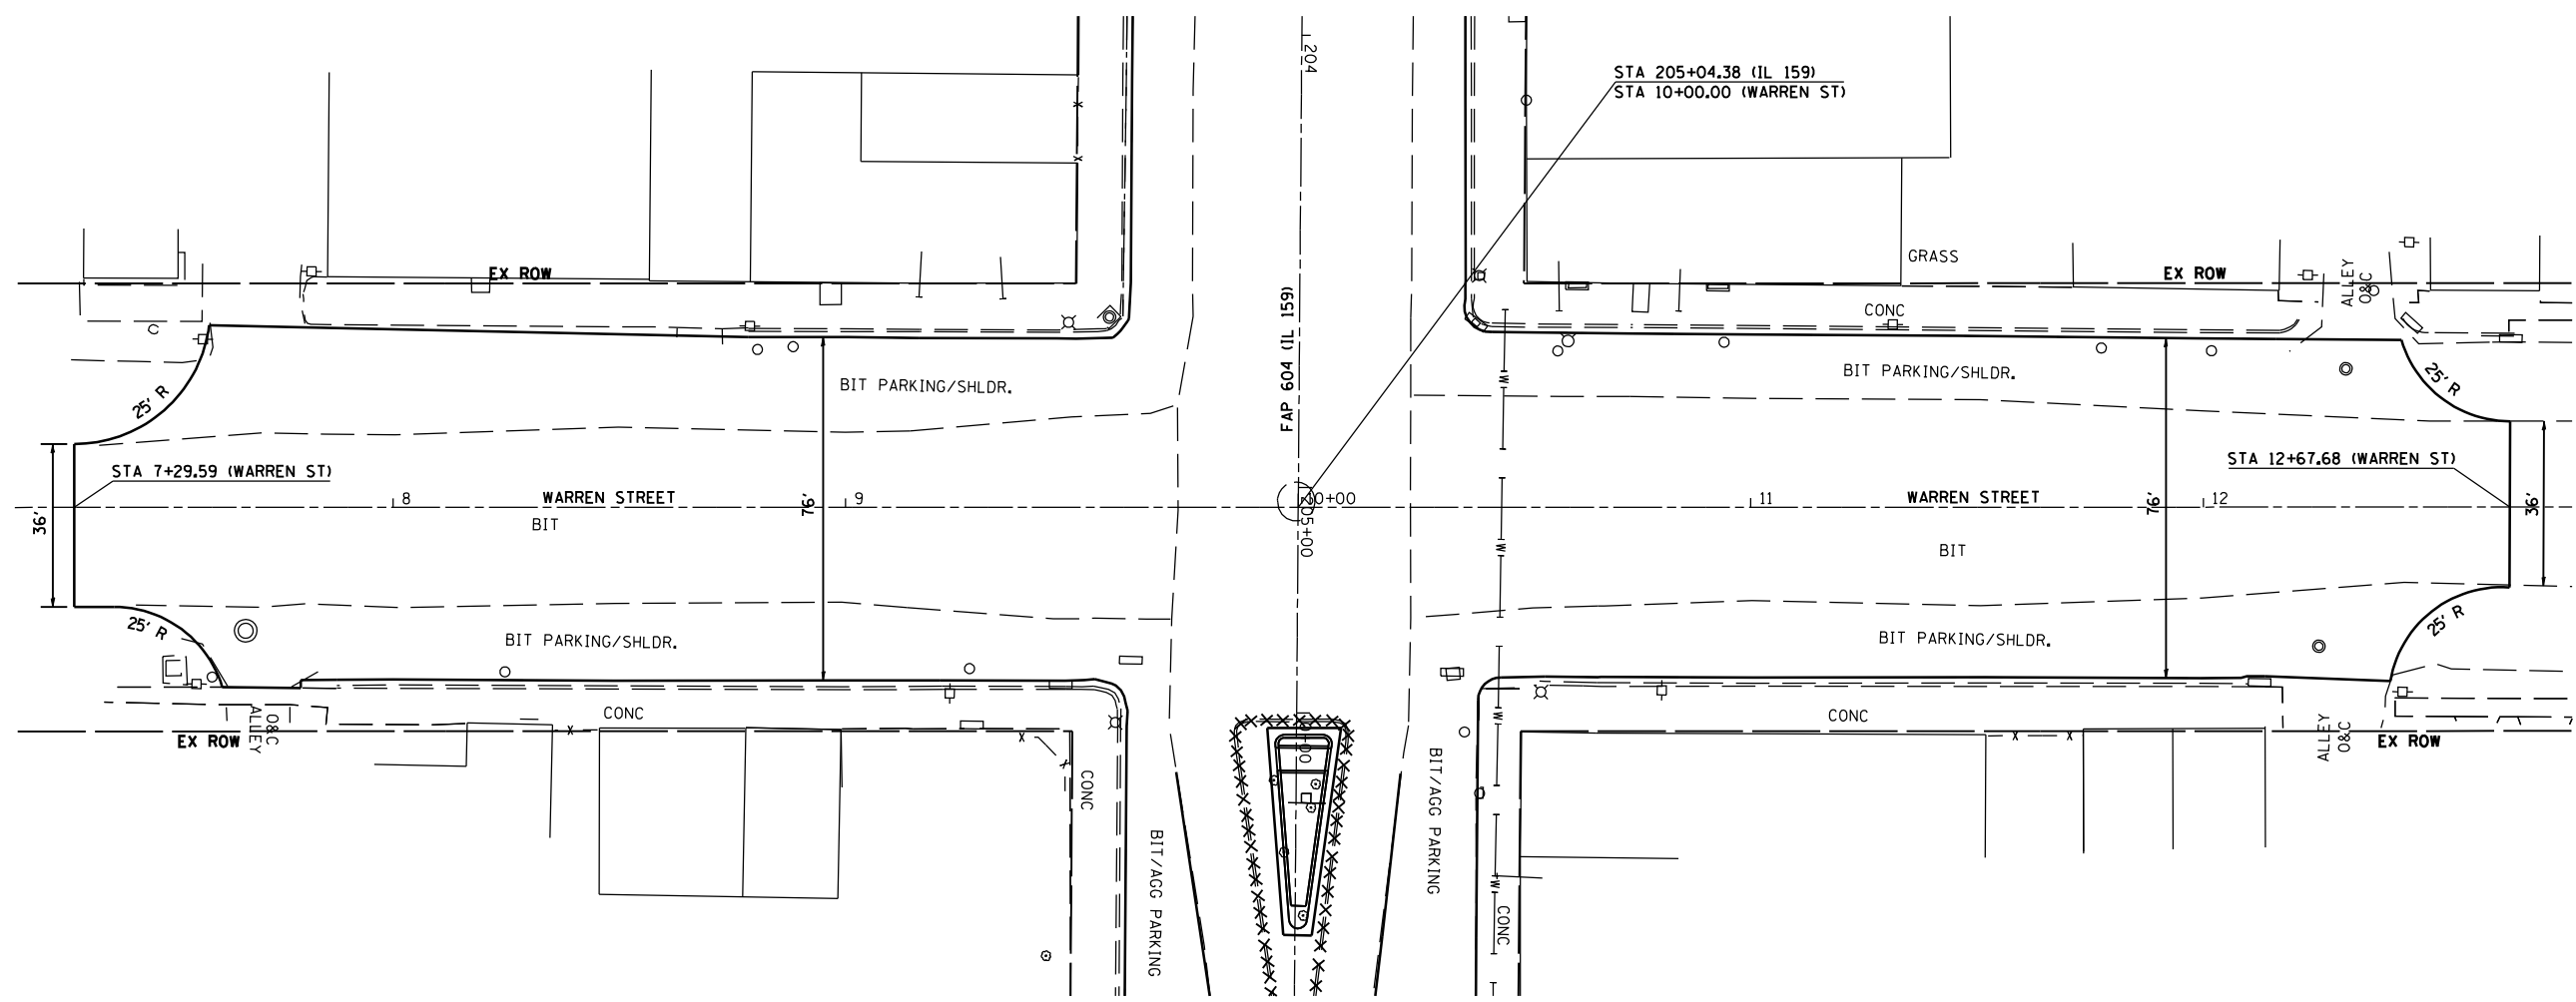 204
STA 205+04.38 (IL 159)
STA 10+00.00 (WARREN ST)
GRASS
EX ROW
EX ROW
ALLEY
O&C
CONC
FAP 604 (IL 159)
BIT PARKING/SHLDR.
BIT PARKING/SHLDR.
25' R
25' R
STA 7+29.59 (WARREN ST)
STA 12+67.68 (WARREN ST)
36'
8
WARREN STREET
BIT
76'
9
10+00
205+00
11
WARREN STREET
BIT
76'
12
36'
W
W
25' R
25' R
BIT PARKING/SHLDR.
BIT PARKING/SHLDR.
CONC
CONC
W
EX ROW
ALLEY
O&C
ALLEY
O&C
EX ROW
CONC
BIT/AGG PARKING
BIT/AGG PARKING
W
CONC